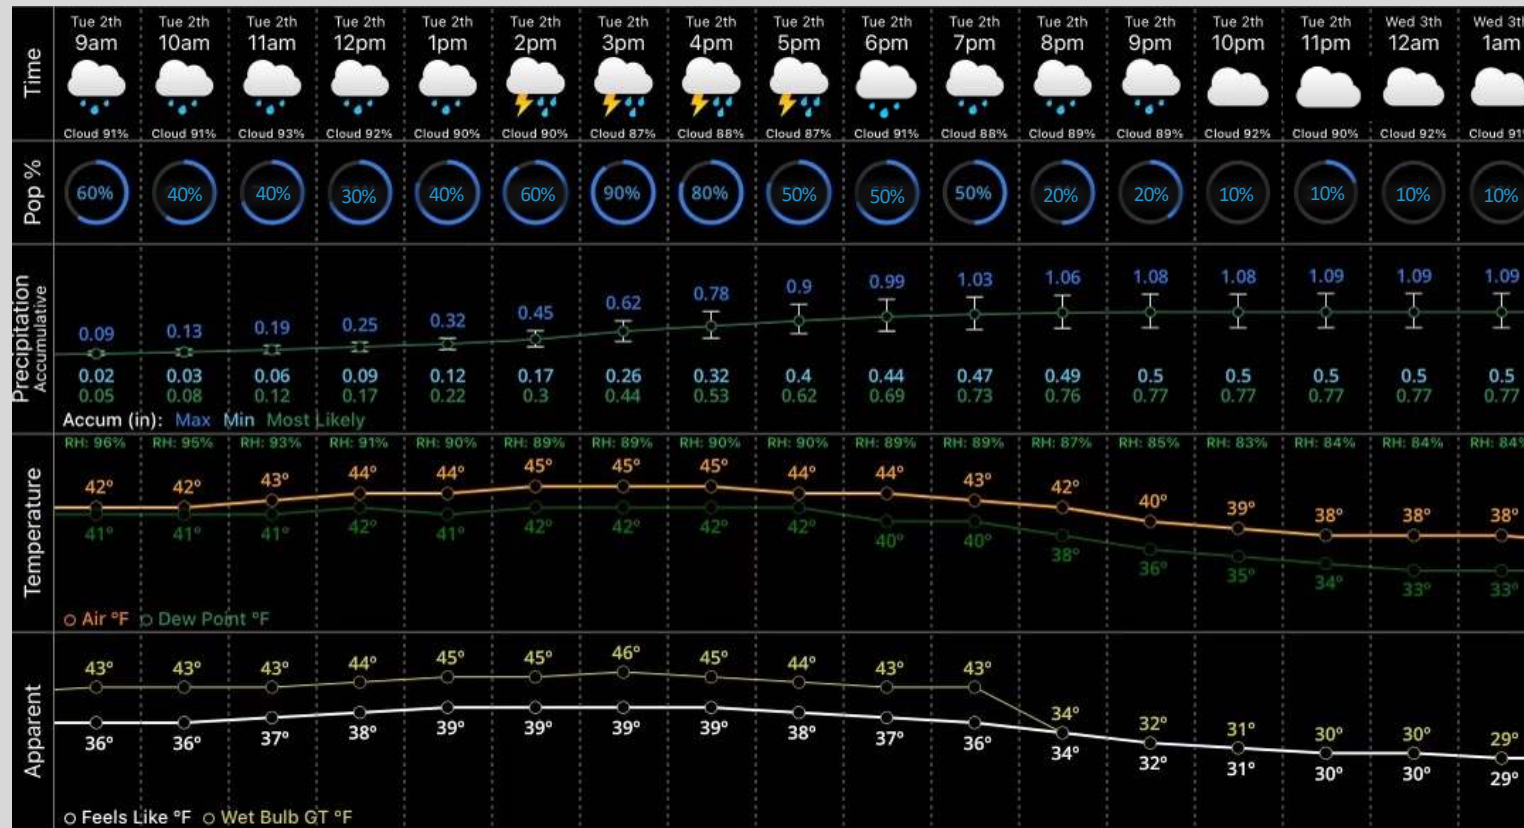 Time
Tue 2th Tue 2th Tue 2th Tue 2th Tue 2th Tue 2th Tue 2th Tue 2th Tue 2th Tue 2th Tue 2th Tue 2th Tue 2th Tue 2th Tue 2th Wed 3th Wed 3th
9am 10am 11am 12pm 1pm 2pm 3pm 4pm 5pm 6pm 7pm 8pm 9pm 10pm 11pm 12am 1am
Cloud 91% Cloud 91% Cloud 93% Cloud 92% Cloud 90% Cloud 90% Cloud 87% Cloud 88% Cloud 87% Cloud 91% Cloud 88% Cloud 89% Cloud 89% Cloud 92% Cloud 90% Cloud 92% Cloud 91%
Pop %
60% 40% 40% 30% 40% 60% 90% 80% 50% 50% 50% 20% 20% 10% 10% 10% 10%
Precipitation
Accumulative
0.09 0.13 0.19 0.25 0.32 0.45 0.62 0.78 0.9 0.99 1.03 1.06 1.08 1.08 1.09 1.09 1.09
0.02 0.03 0.06 0.09 0.12 0.17 0.26 0.32 0.4 0.44 0.47 0.49 0.5 0.5 0.5 0.5 0.5
0.05 0.08 0.12 0.17 0.22 0.3 0.44 0.53 0.62 0.69 0.73 0.76 0.77 0.77 0.77 0.77 0.77
Accum (in): Max Min Most Likely
Temperature
RH: 96% RH: 95% RH: 93% RH: 91% RH: 90% RH: 89% RH: 89% RH: 90% RH: 90% RH: 89% RH: 89% RH: 87% RH: 85% RH: 83% RH: 84% RH: 84% RH: 84%
42° 42° 43° 44° 44° 45° 45° 45° 44° 44° 43° 42° 40° 39° 38° 38° 38°
41° 41° 41° 42° 41° 42° 42° 42° 42° 40° 40° 38° 36° 35° 34° 33° 33°
Air °F Dew Point °F
Apparent
43° 43° 43° 44° 45° 45° 46° 45° 44° 43° 43° 34° 32° 31° 30° 30° 29°
36° 36° 37° 38° 39° 39° 39° 39° 38° 37° 36° 34° 32° 31° 30° 30° 29°
Feels Like °F Wet Bulb GT °F